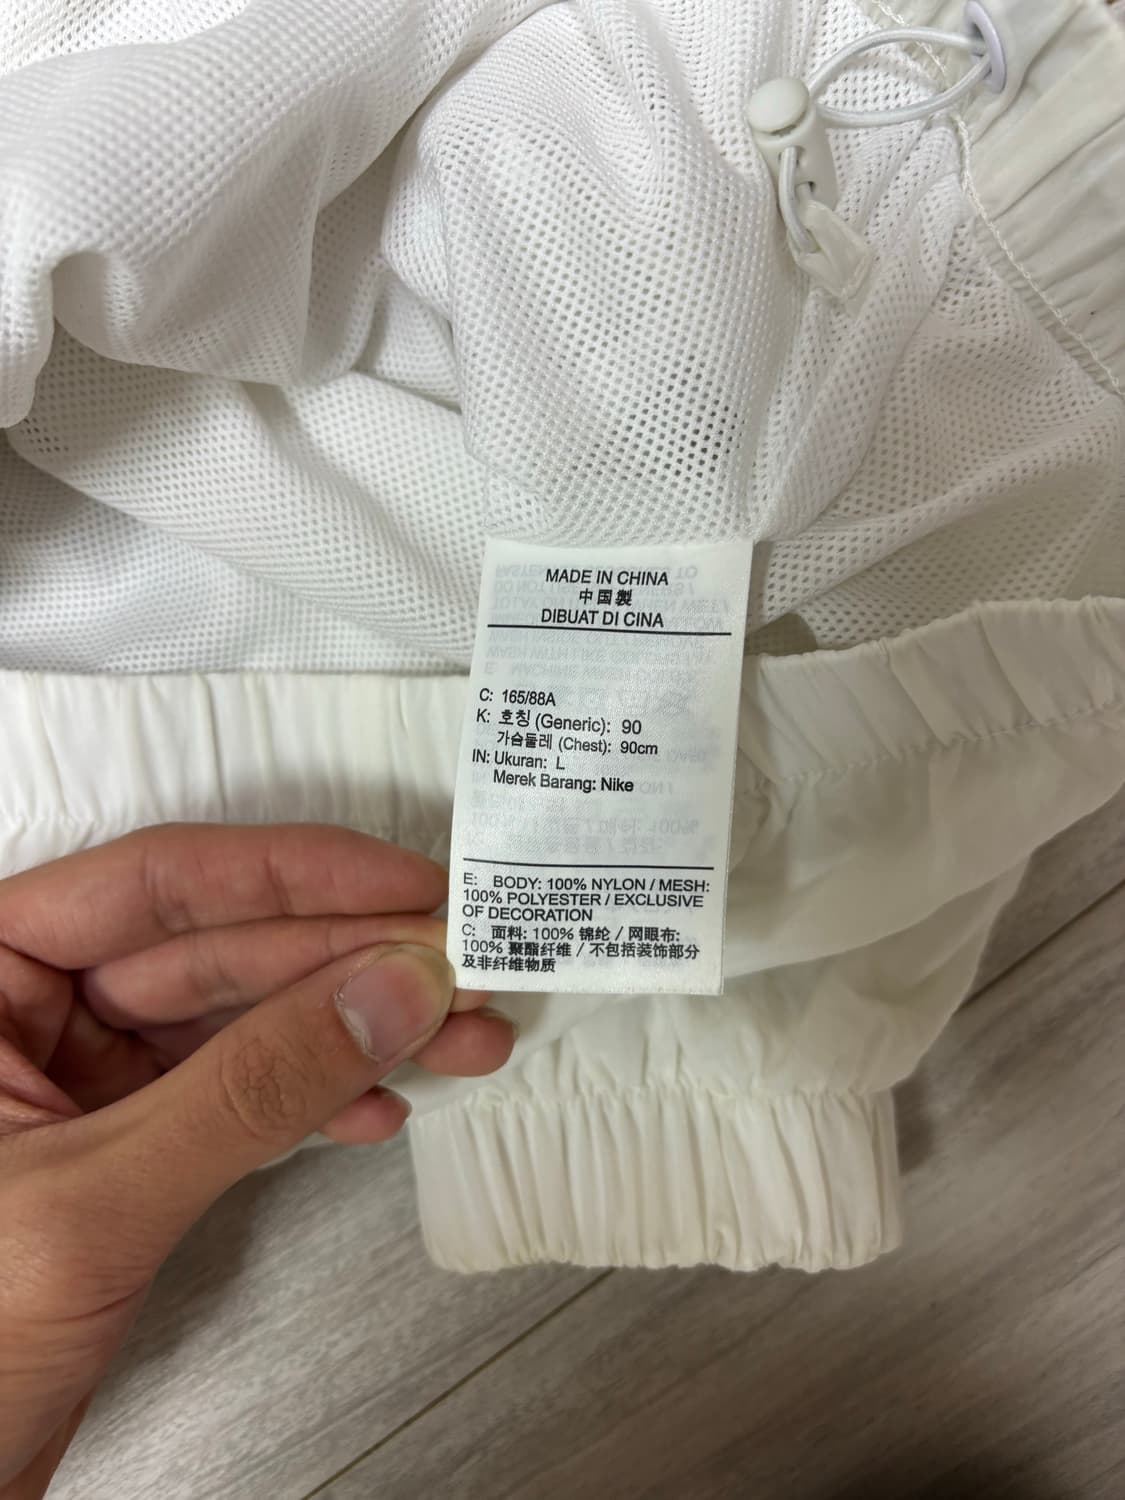 MADE IN CHINA
中国製
DIBUAT DI CINA
C: 165/88A
K: 호칭 (Generic): 90
가슴둘레 (Chest): 90cm
IN: Ukuran: L
Merek Barang: Nike
E: BODY: 100% NYLON / MESH:
100% POLYESTER / EXCLUSIVE
OF DECORATION
C: 面料: 100% 锦纶 / 网眼布:
100% 聚酯纤维 / 不包括装饰部分
及非纤维物质